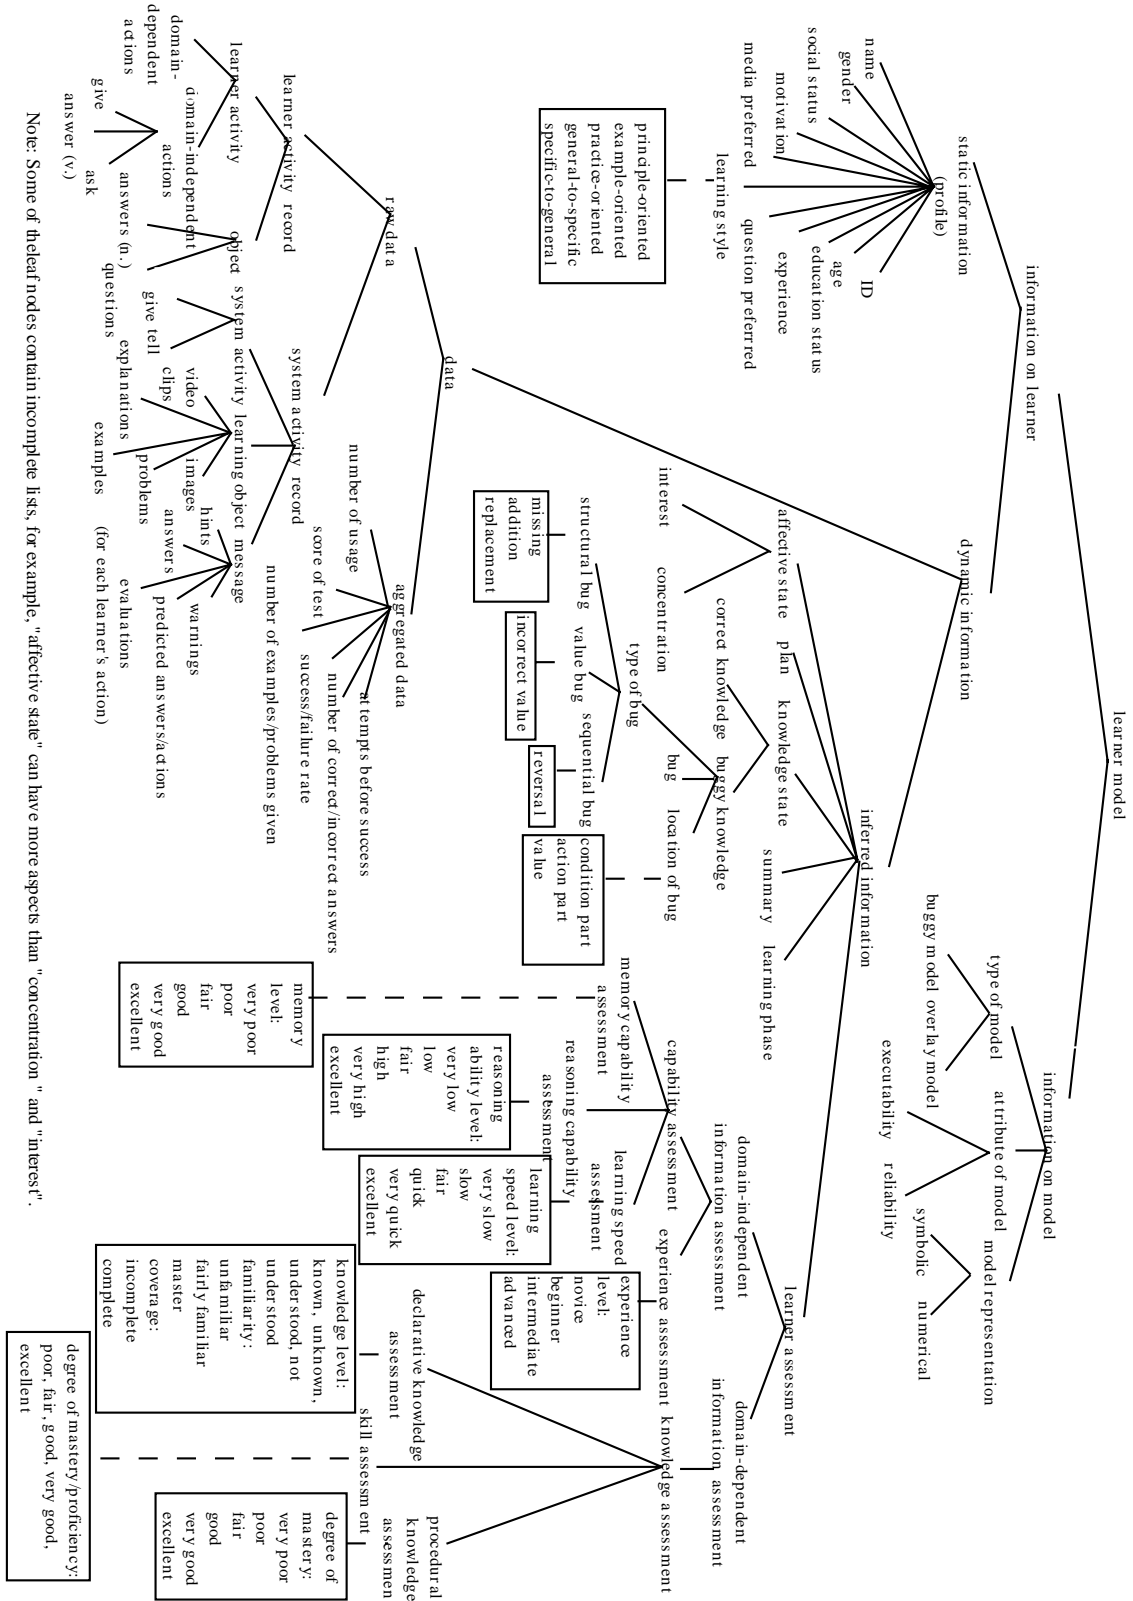 learner model
information on learner
information on model
static information
(profile)
dynamic information
type of model
attribute of model
model representation
name
gender
social status
motivation
media preferred
learning style
question preferred
experience
education status
age
ID
principle-oriented
example-oriented
practice-oriented
general-to-specific
specific-to-general
buggy model
overlay model
executability
reliability
symbolic
numerical
data
inferred information
affective state
plan
knowledge state
summary
learning phase
learner assessment
interest
concentration
correct knowledge
buggy knowledge
type of bug
bug
location of bug
structural bug
value bug
sequential bug
missing
addition
replacement
incorrect value
reversal
condition part
action part
value
domain-independent
information assessment
domain-dependent
information assessment
capability assessment
experience assessment
knowledge assessment
memory capability
assessment
reasoning capability
assessment
learning speed
assessment
memory
level:
very poor
poor
fair
good
very good
excellent
reasoning
ability level:
very low
low
fair
high
very high
excellent
learning
speed level:
very slow
slow
fair
quick
very quick
excellent
experience
level:
novice
beginner
intermediate
advanced
declarative knowledge
assessment
skill assessment
procedural
knowledge
assessmen
knowledge level:
known, unknown,
understood, not
understood
familiarity:
unfamiliar
fairly familiar
master
coverage:
incomplete
complete
degree of mastery/proficiency:
poor, fair, good, very good,
excellent
degree of
mastery:
very poor
poor
fair
good
very good
excellent
raw data
aggregated data
learner activity record
system activity record
number of usage
score of test
number of examples/problems given
success/failure rate
number of correct/incorrect answers
attempts before success
learner activity
object
system activity
learning object
message
domain-
dependent
actions
domain-independent
actions
give
answer (v.)
ask
answers (n.)
questions
give
tell
video
clips
explanations
examples
problems
images
hints
answers
evaluations
(for each learner's action)
predicted answers/actions
warnings
Note: Some of theleaf nodes contain incomplete lists, for example, "affective state" can have more aspects than "concentration " and "interest".